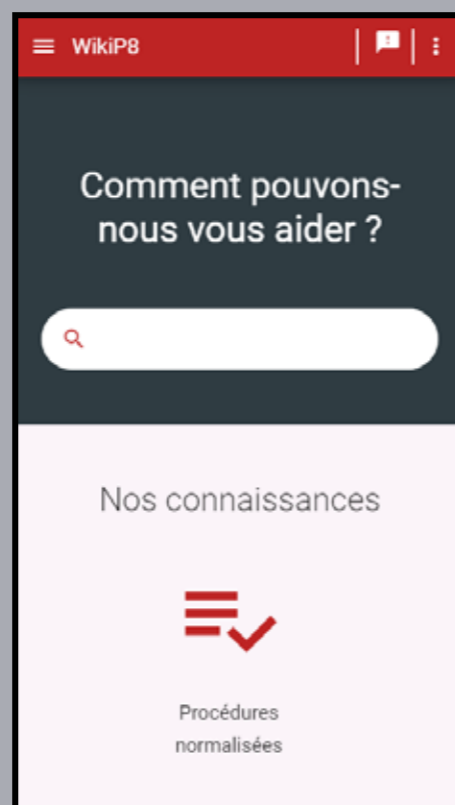 WikiP8
Comment pouvons-
nous vous aider ?
Nos connaissances
Procédures
normalisées